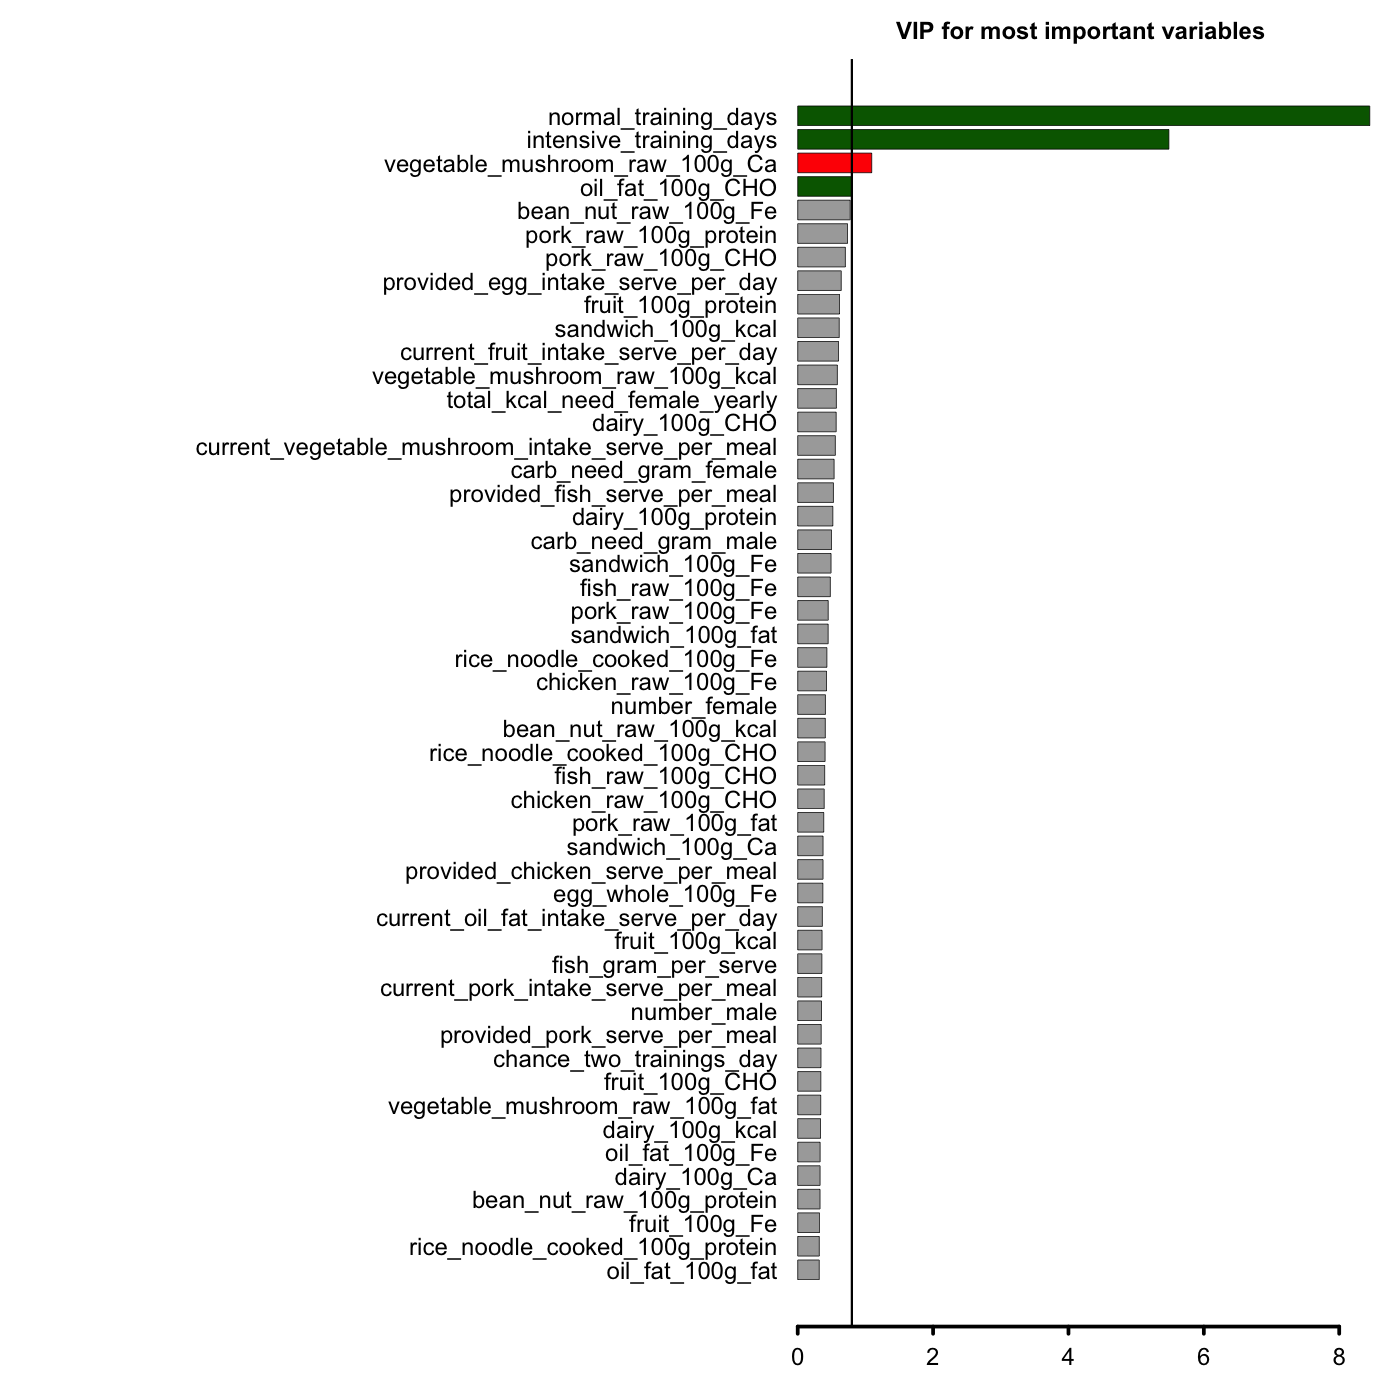 VIP for most important variables
normal_training_days
intensive_training_days
vegetable_mushroom_raw_100g_Ca
oil_fat_100g_CHO
bean_nut_raw_100g_Fe
pork_raw_100g_protein
pork_raw_100g_CHO
provided_egg_intake_serve_per_day
fruit_100g_protein
sandwich_100g_kcal
current_fruit_intake_serve_per_day
vegetable_mushroom_raw_100g_kcal
total_kcal_need_female_yearly
dairy_100g_CHO
current_vegetable_mushroom_intake_serve_per_meal
carb_need_gram_female
provided_fish_serve_per_meal
dairy_100g_protein
carb_need_gram_male
sandwich_100g_Fe
fish_raw_100g_Fe
pork_raw_100g_Fe
sandwich_100g_fat
rice_noodle_cooked_100g_Fe
chicken_raw_100g_Fe
number_female
bean_nut_raw_100g_kcal
rice_noodle_cooked_100g_CHO
fish_raw_100g_CHO
chicken_raw_100g_CHO
pork_raw_100g_fat
sandwich_100g_Ca
provided_chicken_serve_per_meal
egg_whole_100g_Fe
current_oil_fat_intake_serve_per_day
fruit_100g_kcal
fish_gram_per_serve
current_pork_intake_serve_per_meal
number_male
provided_pork_serve_per_meal
chance_two_trainings_day
fruit_100g_CHO
vegetable_mushroom_raw_100g_fat
dairy_100g_kcal
oil_fat_100g_Fe
dairy_100g_Ca
bean_nut_raw_100g_protein
fruit_100g_Fe
rice_noodle_cooked_100g_protein
oil_fat_100g_fat
0 2 4 6 8